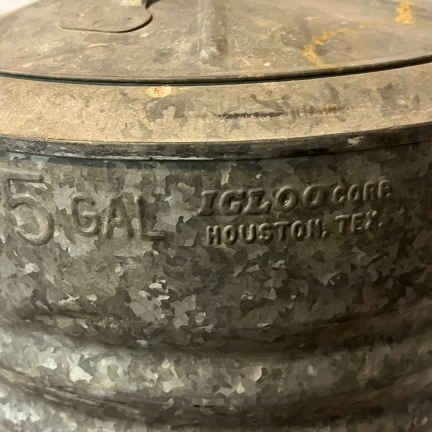 5 GAL
IGLOO CORP.
HOUSTON, TEX.